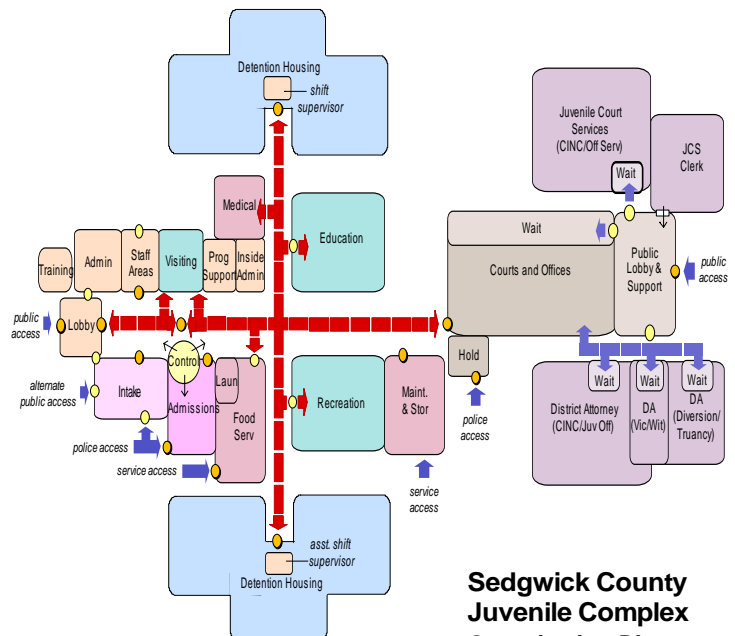 Detention Housing
shift
supervisor
Juvenile Court
Services
(CINC/Off Serv)
JCS
Clerk
Wait
Medical
Education
Wait
Training
Admin
Staff
Areas
Visiting
Prog
Support
Inside
Admin
Courts and Offices
Public
Lobby &
Support
public
access
public
access
Lobby
Control
Hold
alternate
public access
Intake
Laun
Admissions
Food
Serv
Recreation
Maint.
& Stor
police
access
Wait
Wait
Wait
District Attorney
(CINC/Juv Off)
DA
(Vic/Wit)
DA
(Diversion/
Truancy)
police access
service access
service
access
asst. shift
supervisor
Detention Housing
Sedgwick County
Juvenile Complex